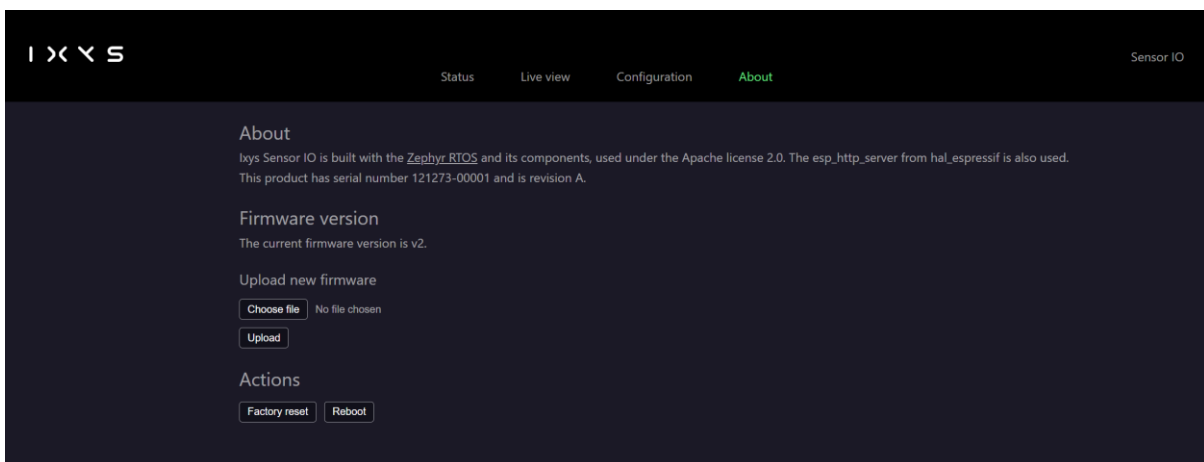 IXYS
Sensor IO
Status Live view Configuration About
About
Ixys Sensor IO is built with the Zephyr RTOS and its components, used under the Apache license 2.0. The esp_http_server from hal_espressif is also used.
This product has serial number 121273-00001 and is revision A.
Firmware version
The current firmware version is v2.
Upload new firmware
Choose file No file chosen
Upload
Actions
Factory reset Reboot